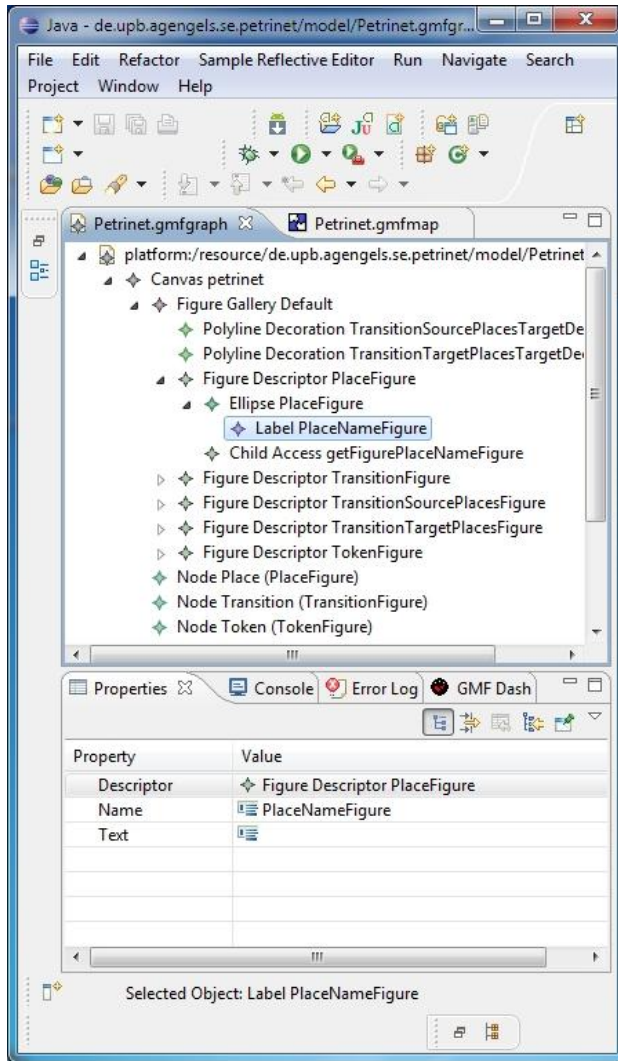 Java - de.upb.agengels.se.petrinet/model/Petrinet.gmfgr...
File Edit Refactor Sample Reflective Editor Run Navigate Search
Project Window Help
Petrinet.gmfgraph Petrinet.gmfmap
platform:/resource/de.upb.agengels.se.petrinet/model/Petrinet
Canvas petrinet
Figure Gallery Default
Polyline Decoration TransitionSourcePlacesTargetDe
Polyline Decoration TransitionTargetPlacesTargetDe
Figure Descriptor PlaceFigure
Ellipse PlaceFigure
Label PlaceNameFigure
Child Access getFigurePlaceNameFigure
Figure Descriptor TransitionFigure
Figure Descriptor TransitionSourcePlacesFigure
Figure Descriptor TransitionTargetPlacesFigure
Figure Descriptor TokenFigure
Node Place (PlaceFigure)
Node Transition (TransitionFigure)
Node Token (TokenFigure)
Properties Console Error Log GMF Dash
Property Value
Descriptor Figure Descriptor PlaceFigure
Name PlaceNameFigure
Text
Selected Object: Label PlaceNameFigure